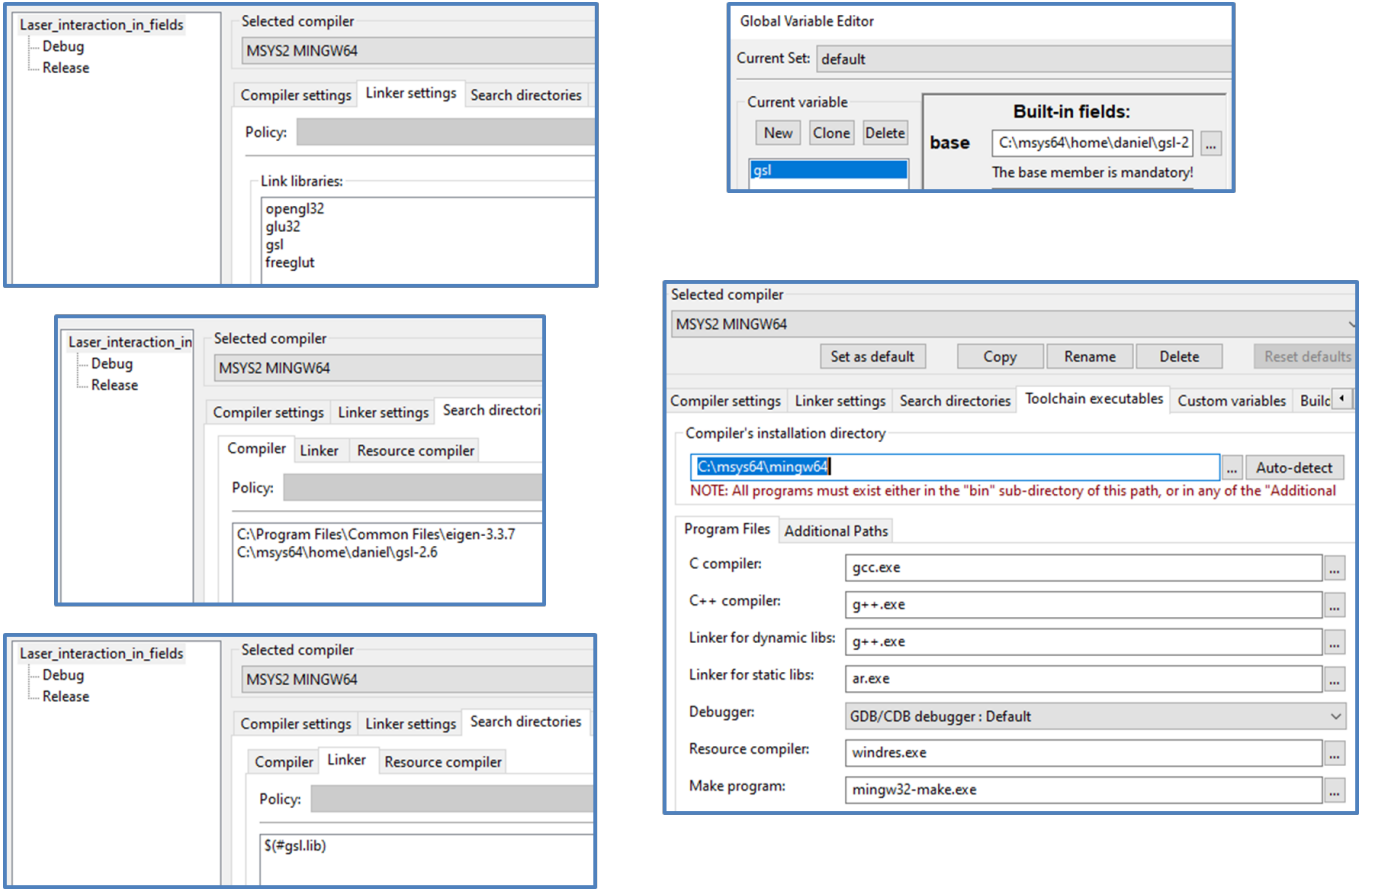 Laser_interaction_in_fields
Debug
Release
Selected compiler
MSYS2 MINGW64
Compiler settings
Linker settings
Search directories
Policy:
Link libraries:
opengl32
glu32
gsl
freeglut
Global Variable Editor
Current Set:
default
Current variable
New
Clone
Delete
gsl
Built-in fields:
base
C:\msys64\home\daniel\gsl-2
...
The base member is mandatory!
Laser_interaction_in
Debug
Release
Selected compiler
MSYS2 MINGW64
Compiler settings
Linker settings
Search directori
Compiler
Linker
Resource compiler
Policy:
C:\Program Files\Common Files\eigen-3.3.7
C:\msys64\home\daniel\gsl-2.6
Laser_interaction_in_fields
Debug
Release
Selected compiler
MSYS2 MINGW64
Compiler settings
Linker settings
Search directories
Compiler
Linker
Resource compiler
Policy:
$(#gsl.lib)
Selected compiler
MSYS2 MINGW64
Set as default
Copy
Rename
Delete
Reset defaults
Compiler settings
Linker settings
Search directories
Toolchain executables
Custom variables
Builc
Compiler's installation directory
C:\msys64\mingw64
...
Auto-detect
NOTE: All programs must exist either in the "bin" sub-directory of this path, or in any of the "Additional
Program Files
Additional Paths
C compiler:
gcc.exe
...
C++ compiler:
g++.exe
...
Linker for dynamic libs:
g++.exe
...
Linker for static libs:
ar.exe
...
Debugger:
GDB/CDB debugger : Default
Resource compiler:
windres.exe
...
Make program:
mingw32-make.exe
...